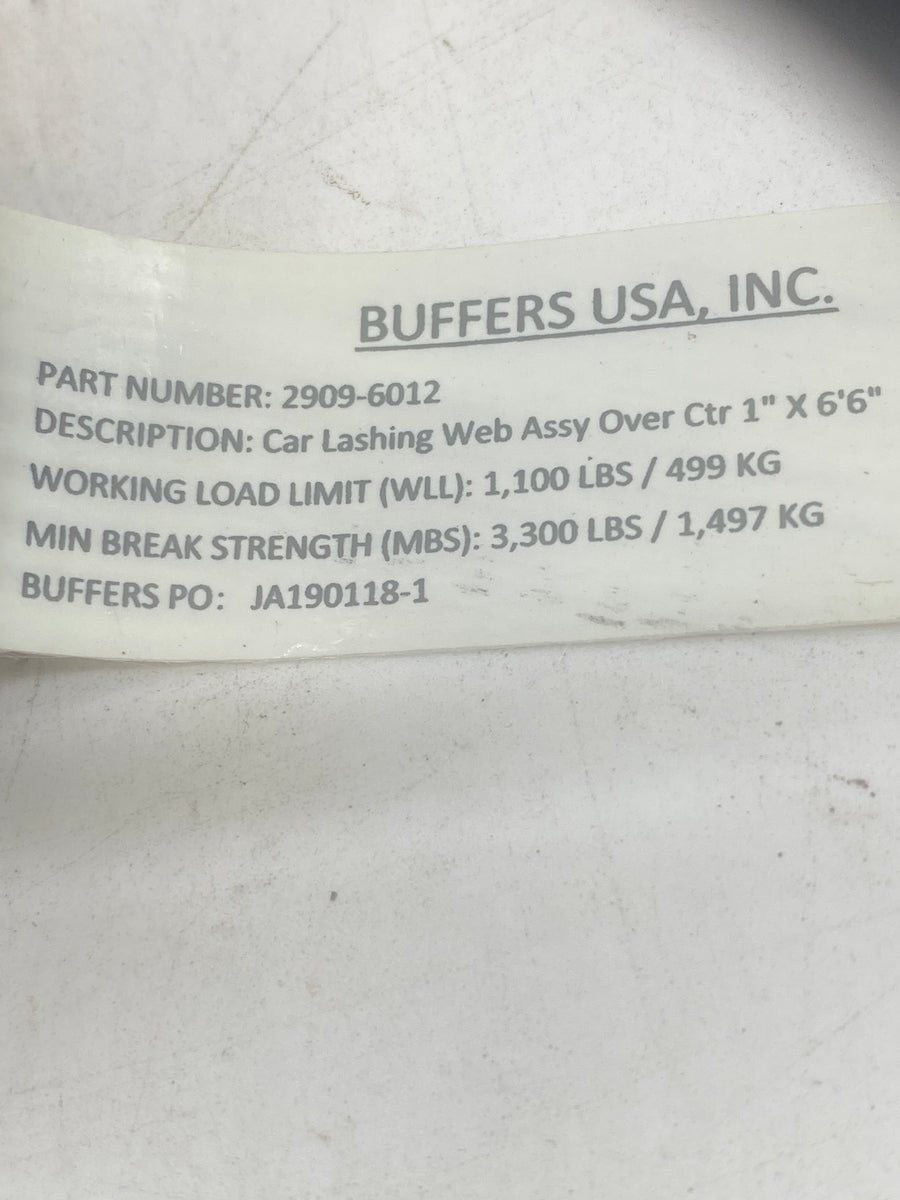 BUFFERS USA, INC.
PART NUMBER: 2909-6012
DESCRIPTION: Car Lashing Web Assy Over Ctr 1" X 6'6"
WORKING LOAD LIMIT (WLL): 1,100 LBS / 499 KG
MIN BREAK STRENGTH (MBS): 3,300 LBS / 1,497 KG
BUFFERS PO: JA190118-1